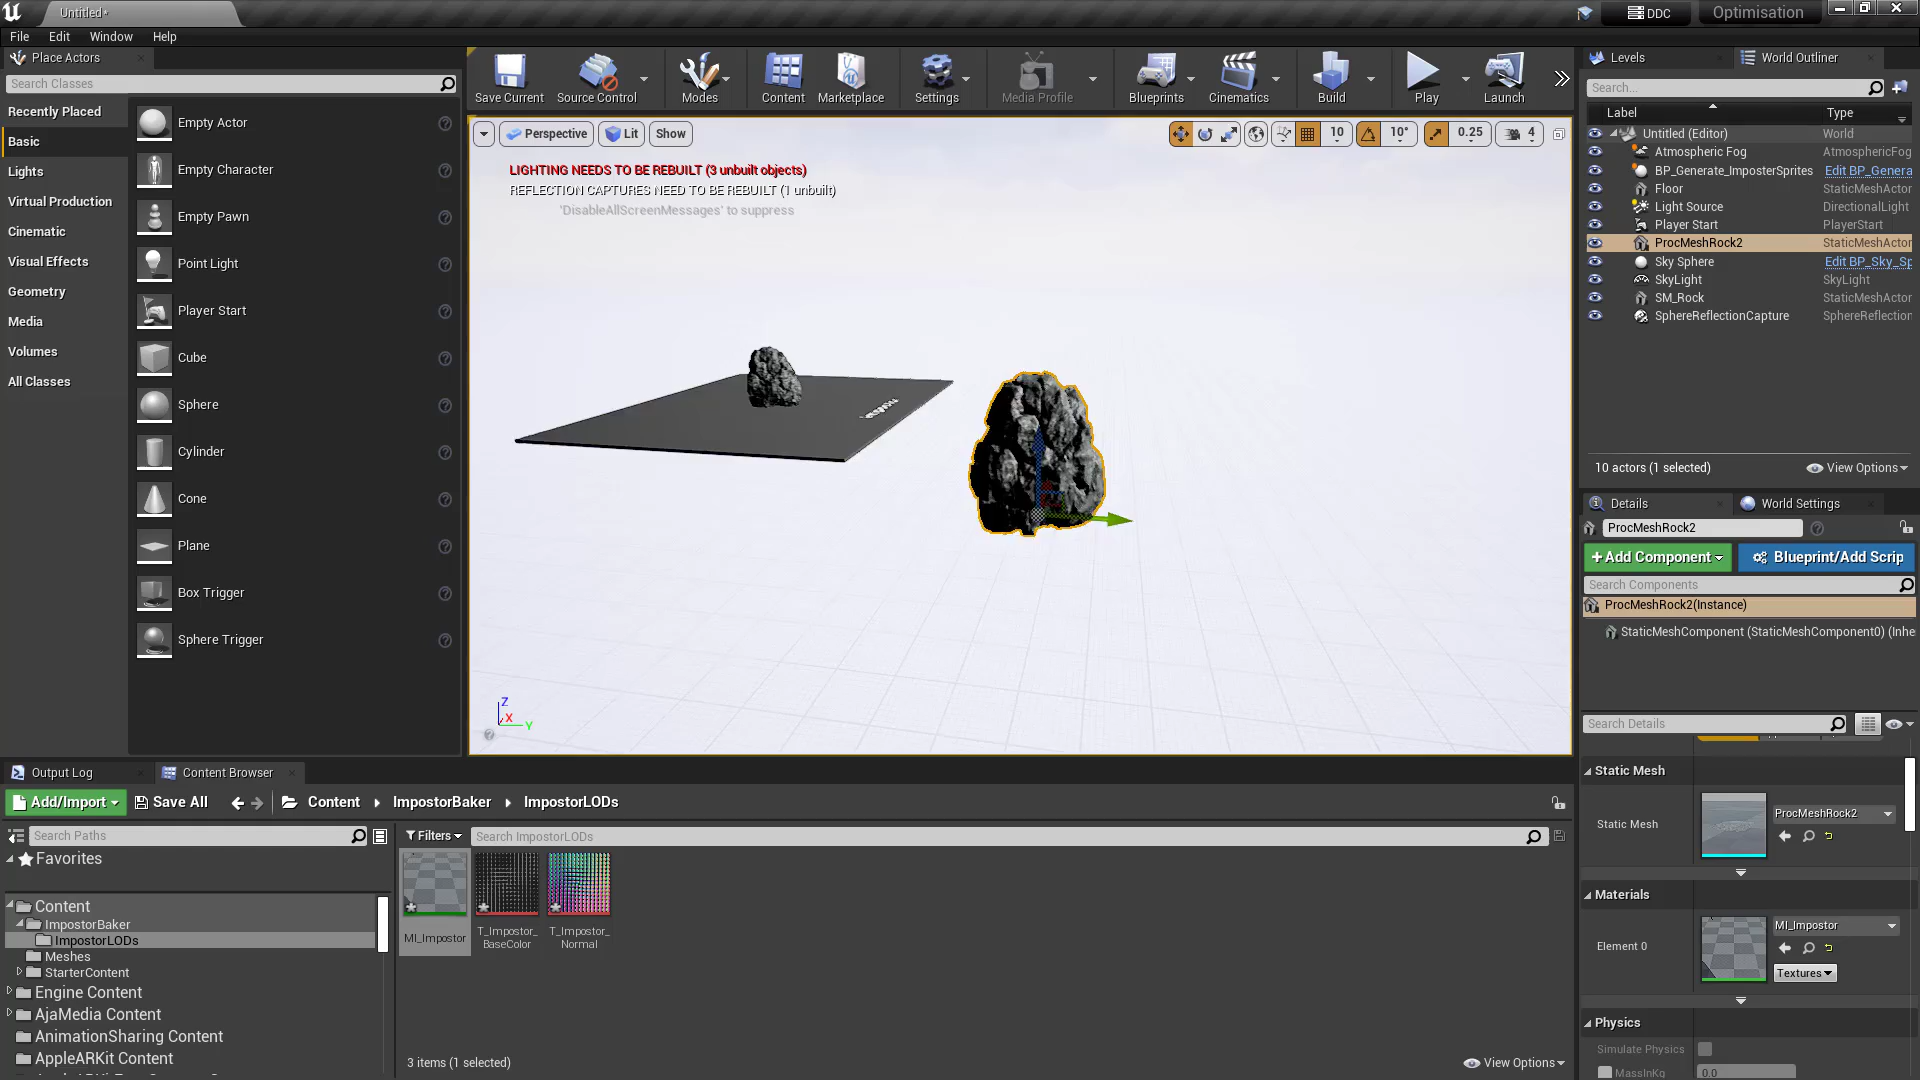 Untitled*
DDC
Optimisation
File
Edit
Window
Help
Place Actors
Search Classes
Recently Placed
Basic
Lights
Virtual Production
Cinematic
Visual Effects
Geometry
Media
Volumes
All Classes
Empty Actor
Empty Character
Empty Pawn
Point Light
Player Start
Cube
Sphere
Cylinder
Cone
Plane
Box Trigger
Sphere Trigger
Save Current
Source Control
Modes
Content
Marketplace
Settings
Media Profile
Blueprints
Cinematics
Build
Play
Launch
Perspective
Lit
Show
10
10°
0.25
4
LIGHTING NEEDS TO BE REBUILT (3 unbuilt objects)
REFLECTION CAPTURES NEED TO BE REBUILT (1 unbuilt)
'DisableAllScreenMessages' to suppress
Z
X
Y
Levels
World Outliner
Search...
Label
Type
Untitled (Editor)
World
Atmospheric Fog
AtmosphericFog
BP_Generate_ImposterSprites
Edit BP_Genera
Floor
StaticMeshActor
Light Source
DirectionalLight
Player Start
PlayerStart
ProcMeshRock2
StaticMeshActor
Sky Sphere
Edit BP_Sky_Sp
SkyLight
SkyLight
SM_Rock
StaticMeshActor
SphereReflectionCapture
SphereReflection
10 actors (1 selected)
View Options
Details
World Settings
ProcMeshRock2
+Add Component
Blueprint/Add Scrip
Search Components
ProcMeshRock2(Instance)
StaticMeshComponent (StaticMeshComponent0) (Inhe
Search Details
Static Mesh
Static Mesh
ProcMeshRock2
Materials
Element 0
MI_Impostor
Textures
Physics
Simulate Physics
MassInKg
0.0
Output Log
Content Browser
Add/Import
Save All
Content
ImpostorBaker
ImpostorLODs
Search Paths
Filters
Search ImpostorLODs
Favorites
Content
ImpostorBaker
ImpostorLODs
Meshes
StarterContent
Engine Content
AjaMedia Content
AnimationSharing Content
AppleARKit Content
MI_Impostor
T_Impostor_
BaseColor
T_Impostor_
Normal
3 items (1 selected)
View Options